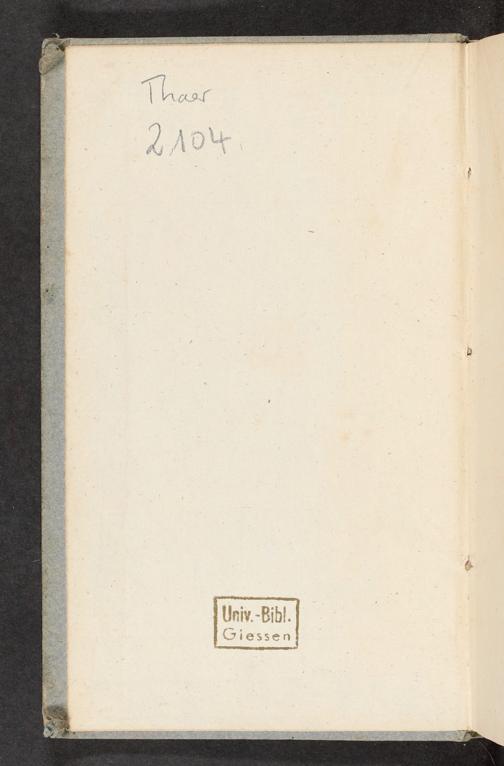 Thaer
2104.
Univ.-Bibl.
Giessen